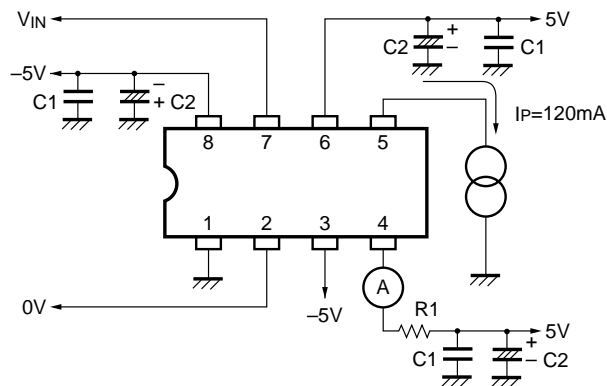 VIN
5V
C2
+
–
C1
–5V
C1
–
+ C2
IP=120mA
8 7 6 5
1 2 3 4
A
0V
–5V
R1
5V
C1
+
– C2